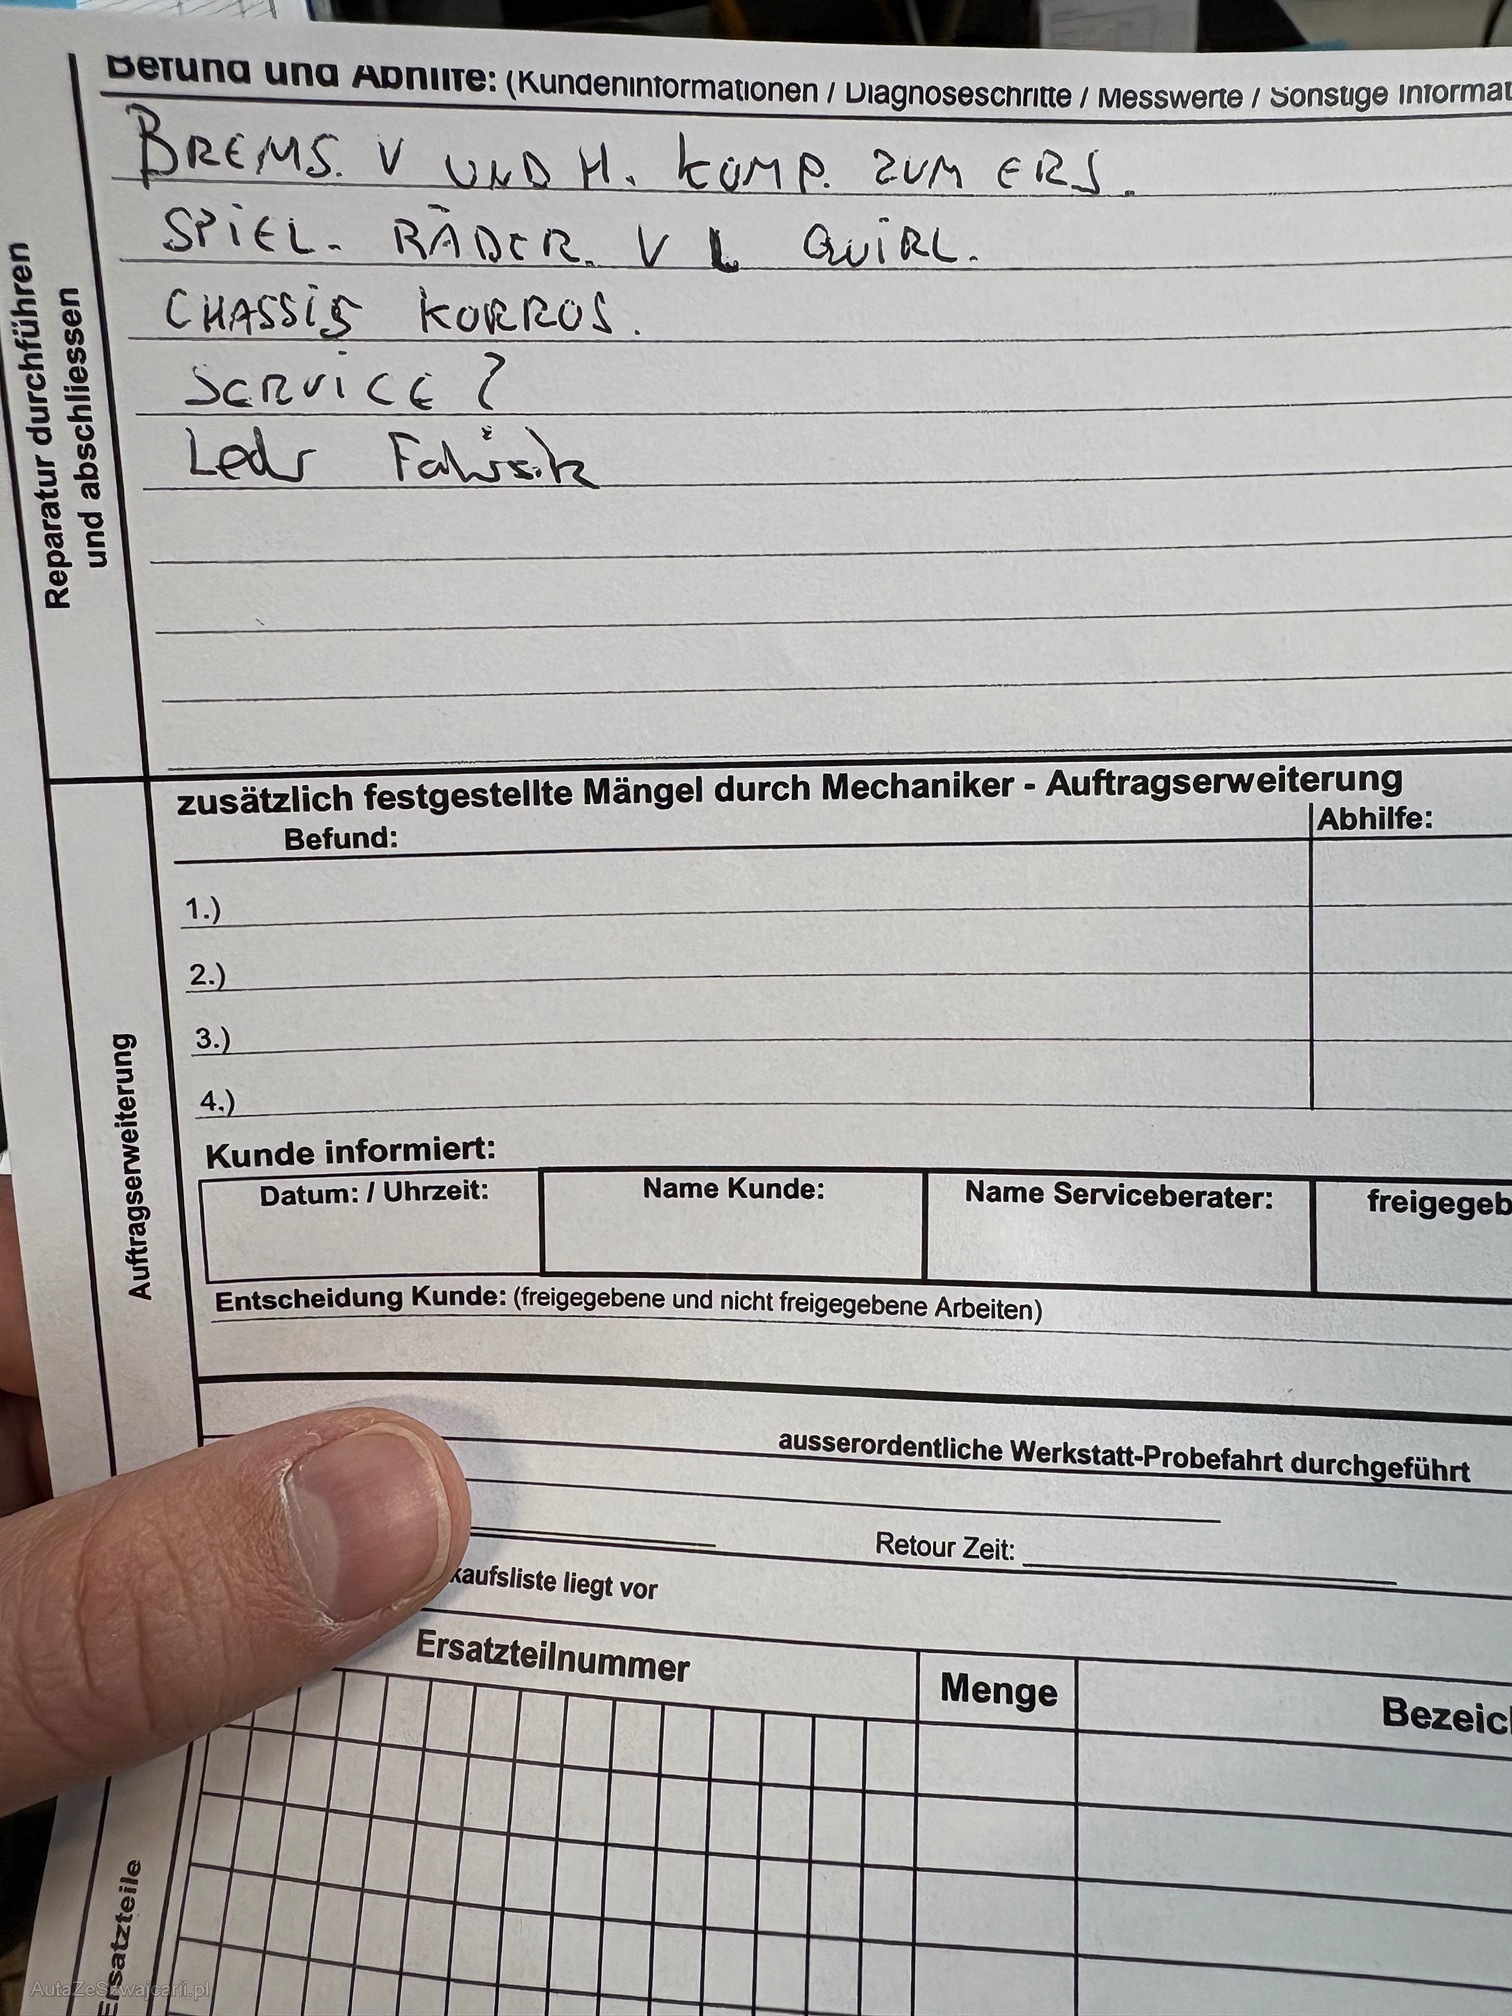 Befund und Abhilfe: (Kundeninformationen / Diagnoseschritte / Messwerte / Sonstige Informat
BREMS. V UND H. KOMP. ZUM ERS.
SPIEL. RÄDER. V L QUIRL.
CHASSIS KORROS.
SERVICE?
Reparatur durchführen
und abschliessen
zusätzlich festgestellte Mängel durch Mechaniker - Auftragserweiterung
Befund:
Abhilfe:
1.)
2.)
3.)
4.)
Auftragserweiterung
Kunde informiert:
Datum: / Uhrzeit:
Name Kunde:
Name Serviceberater:
freigegeb
Entscheidung Kunde: (freigegebene und nicht freigegebene Arbeiten)
ausserordentliche Werkstatt-Probefahrt durchgeführt
Retour Zeit:
kaufsliste liegt vor
Ersatzteilnummer
Menge
Bezeic
Ersatzteile
AutaZeSzwajcarii.pl